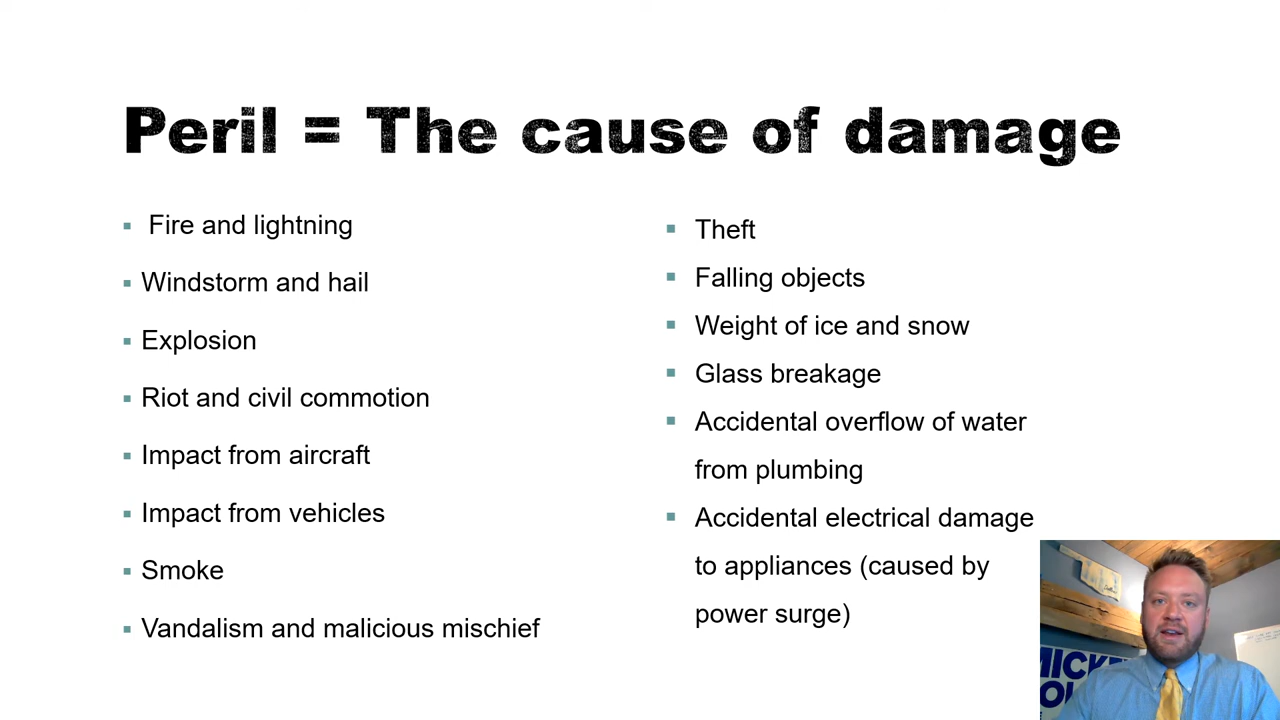 Peril = The cause of damage
Fire and lightning
Windstorm and hail
Explosion
Riot and civil commotion
Impact from aircraft
Impact from vehicles
Smoke
Vandalism and malicious mischief
Theft
Falling objects
Weight of ice and snow
Glass breakage
Accidental overflow of water
from plumbing
Accidental electrical damage
to appliances (caused by
power surge)